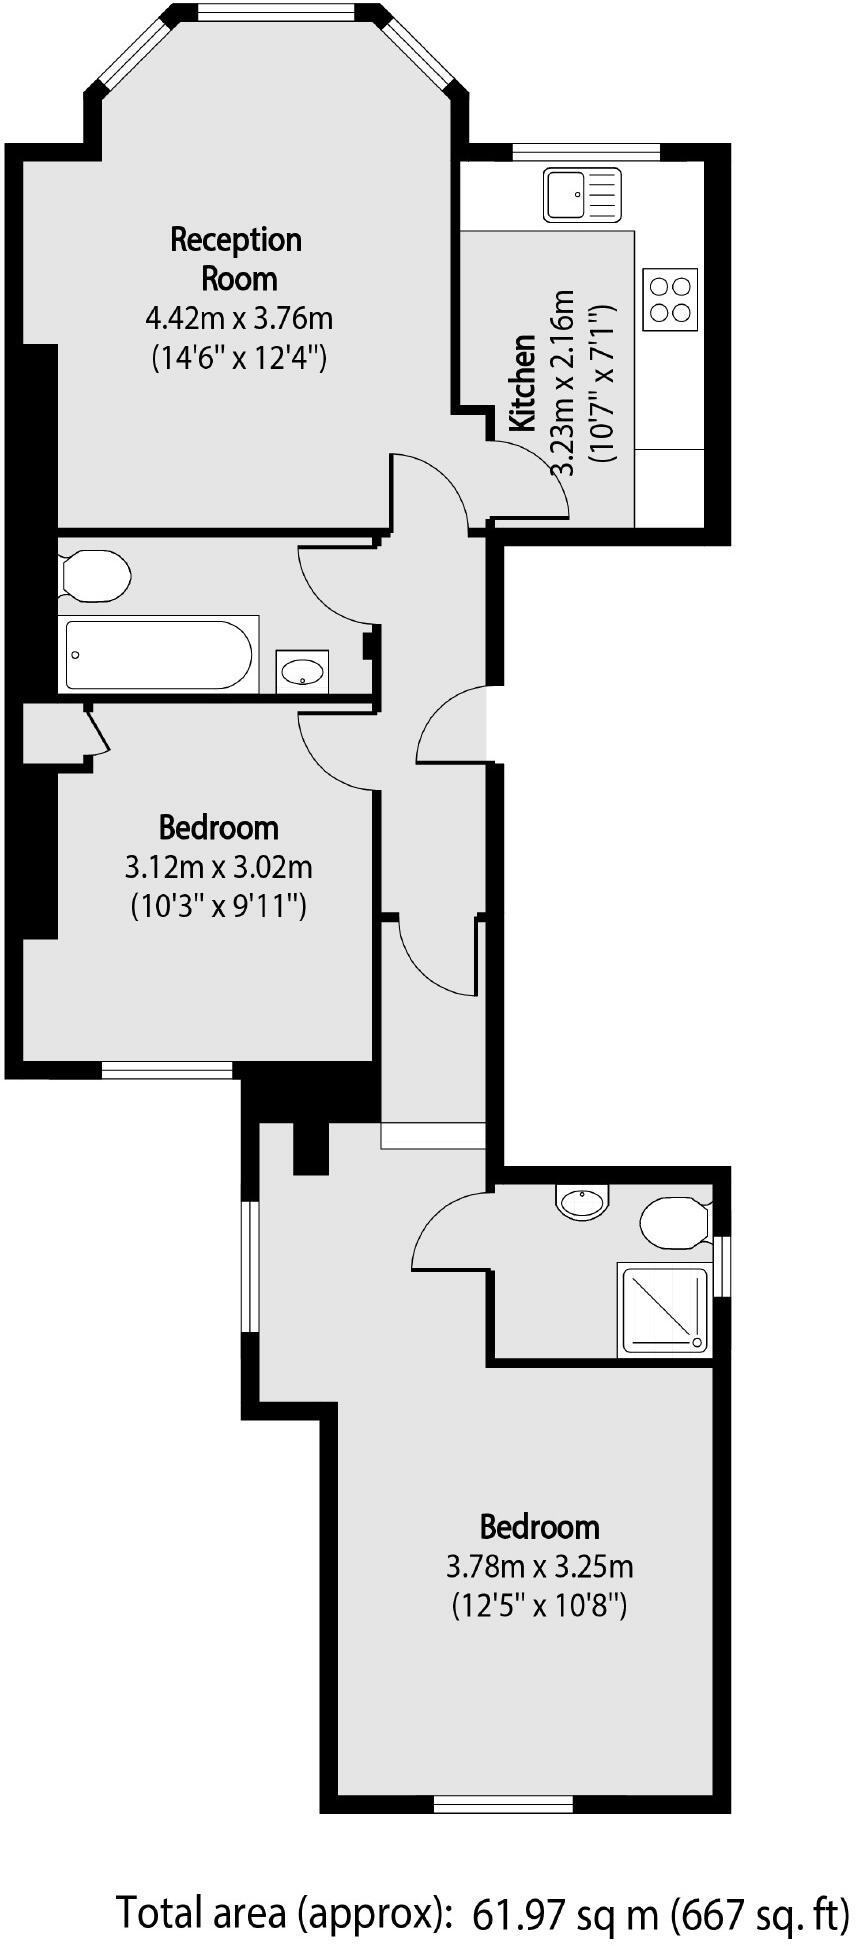 Reception
Room
4.42m x 3.76m
(14'6" x 12'4")
Kitchen
3.23m x 2.16m
(10'7" x 7'1")
Bedroom
3.12m x 3.02m
(10'3" x 9'11")
Bedroom
3.78m x 3.25m
(12'5" x 10'8")
Total area (approx): 61.97 sq m (667 sq. ft)